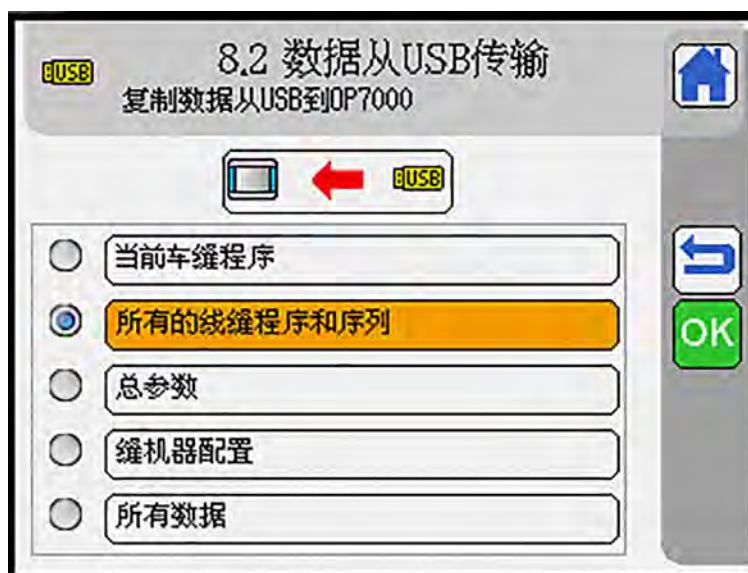 USB
8.2 数据从USB传输
复制数据从USB到OP7000
USB
当前车缝程序
所有的线缝程序和序列
OK
总参数
缝机器配置
所有数据